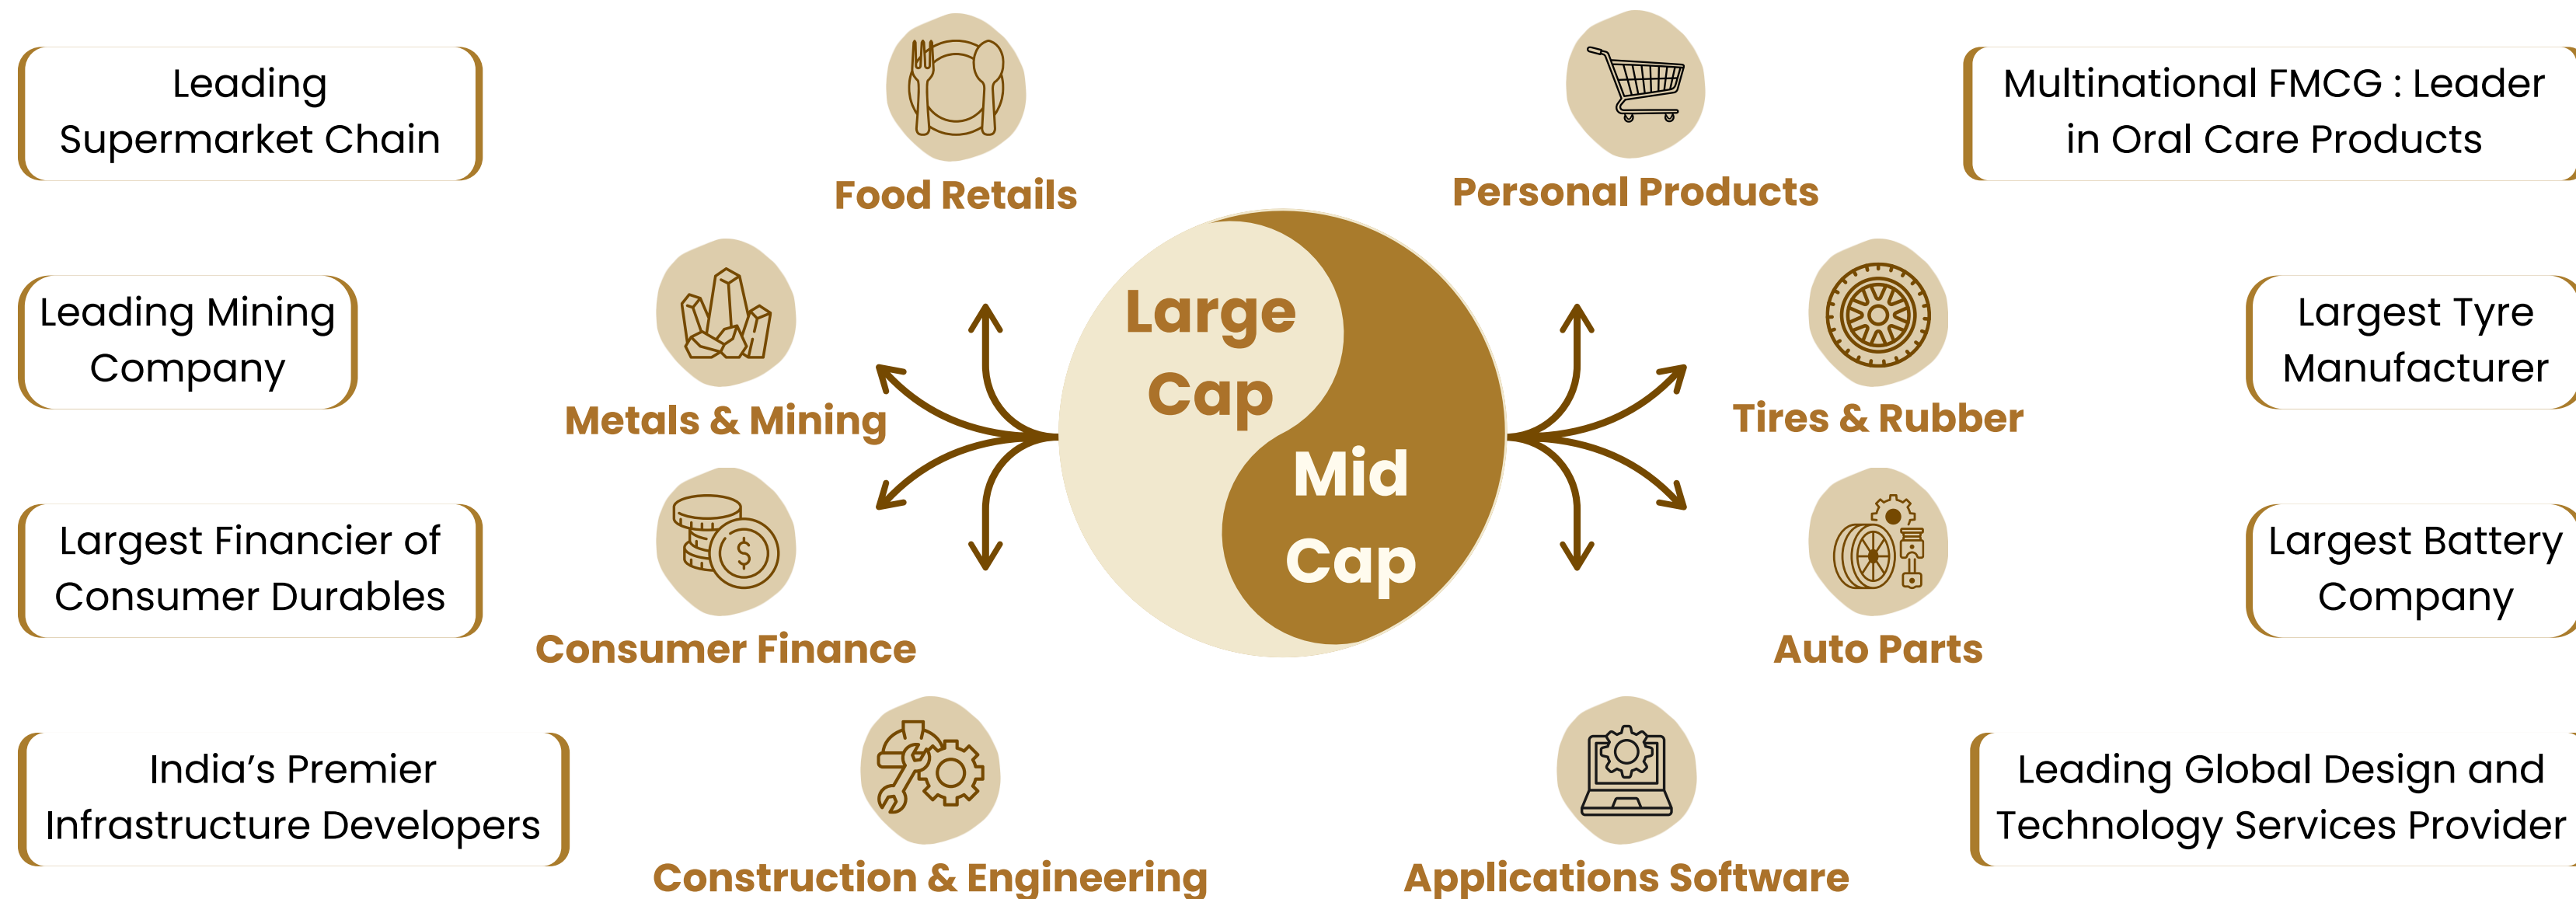 Leading
Supermarket Chain
Food Retails
Personal Products
Multinational FMCG : Leader
in Oral Care Products
Leading Mining
Company
Metals & Mining
Large
Cap
Mid
Cap
Tires & Rubber
Largest Tyre
Manufacturer
Largest Financier of
Consumer Durables
Consumer Finance
Auto Parts
Largest Battery
Company
India’s Premier
Infrastructure Developers
Construction & Engineering
Applications Software
Leading Global Design and
Technology Services Provider